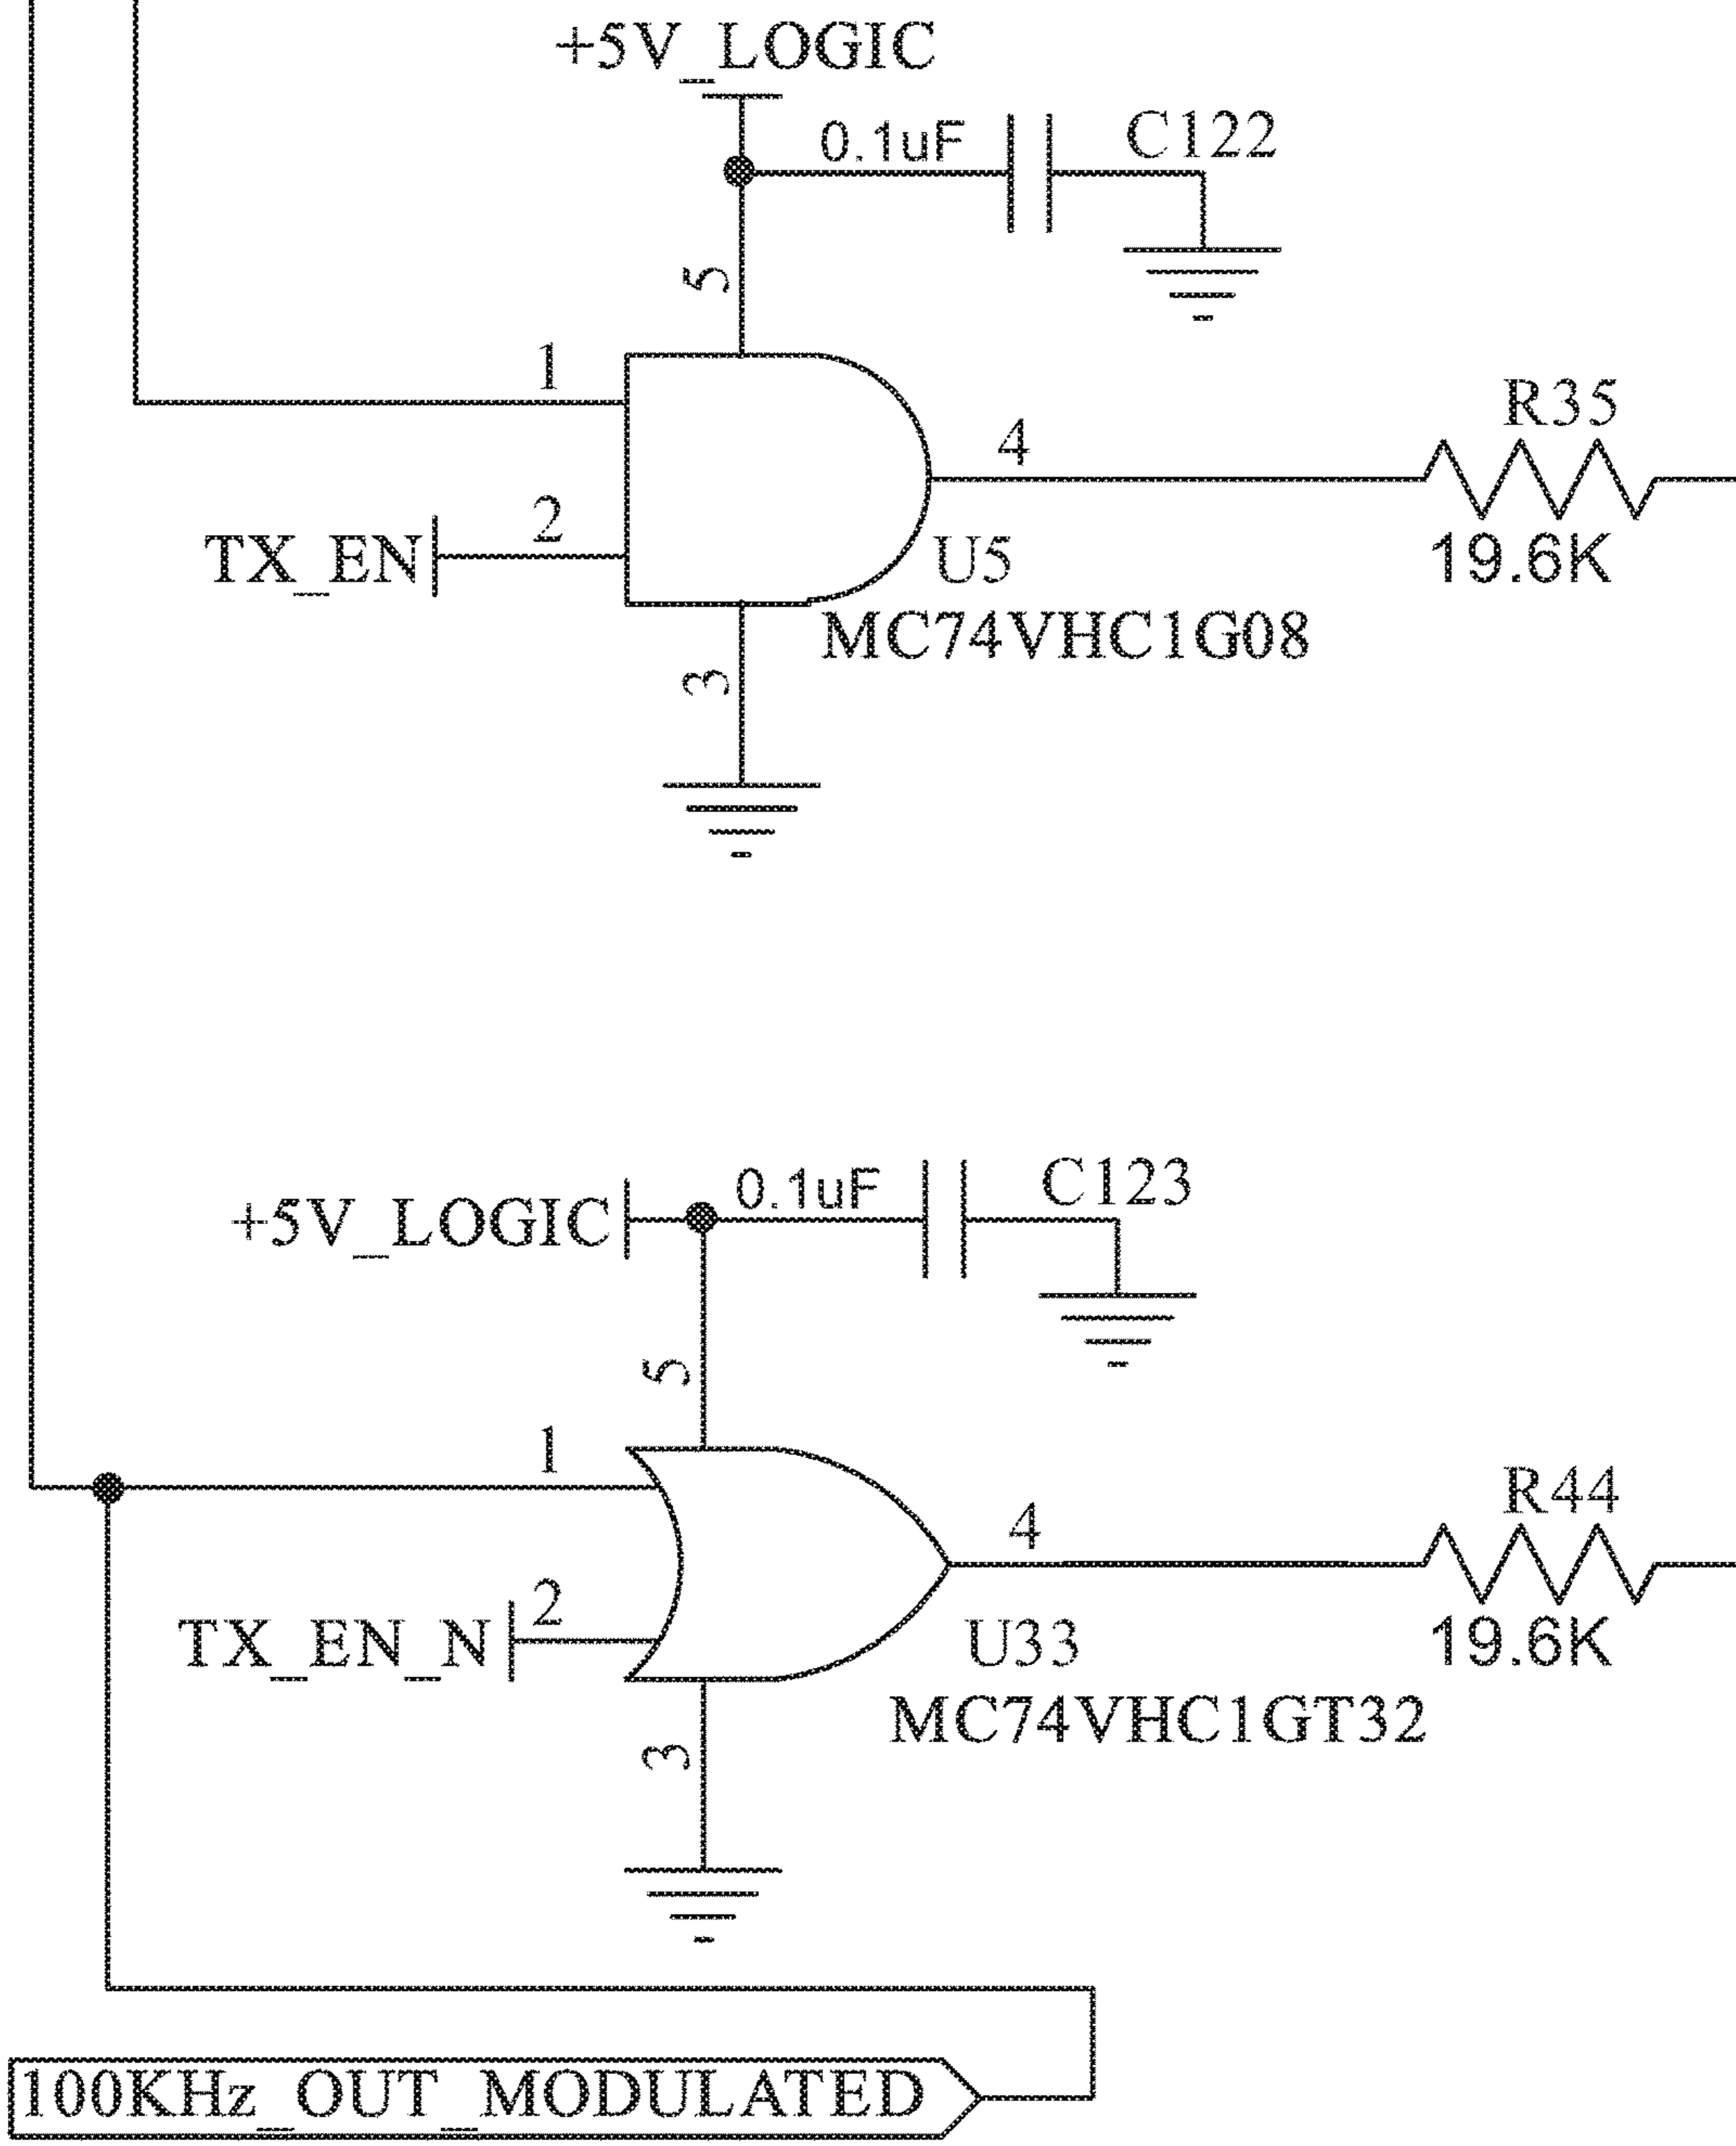 +5V_LOGIC
0.1uF
C122
5
1
R35
4
2
TX_EN
U5
19.6K
MC74VHC1G08
3
+5V_LOGIC
0.1uF
C123
5
1
R44
4
2
TX_EN_N
U33
19.6K
MC74VHC1GT32
3
100KHz_OUT_MODULATED